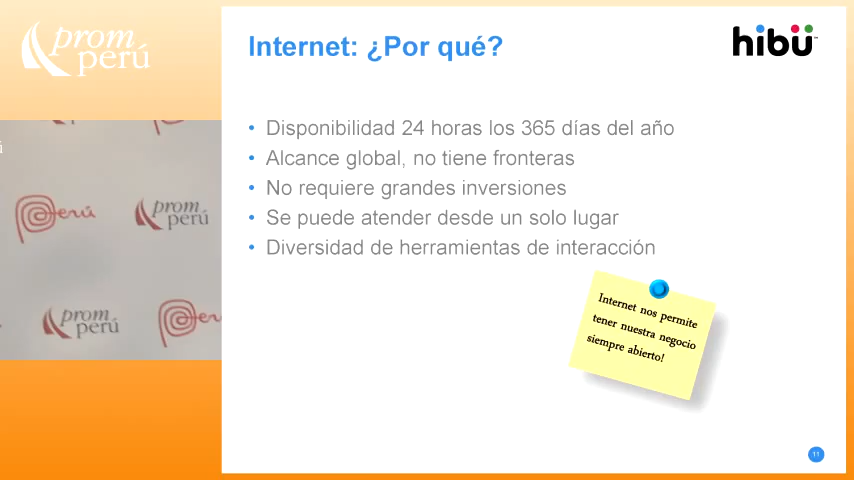 prom
perú
Internet: ¿Por qué?
hibü
Disponibilidad 24 horas los 365 días del año
Alcance global, no tiene fronteras
No requiere grandes inversiones
Se puede atender desde un solo lugar
Diversidad de herramientas de interacción
Internet nos permite
tener nuestra negocio
siempre abierto!
Perú
prom
perú
prom
perú
Per
11